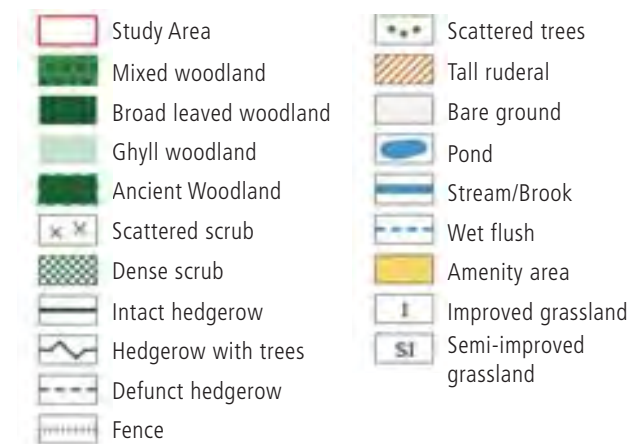 Study Area
Mixed woodland
Broad leaved woodland
Ghyll woodland
Ancient Woodland
Scattered scrub
Dense scrub
Intact hedgerow
Hedgerow with trees
Defunct hedgerow
Fence
Scattered trees
Tall ruderal
Bare ground
Pond
Stream/Brook
Wet flush
Amenity area
I Improved grassland
SI Semi-improved
grassland